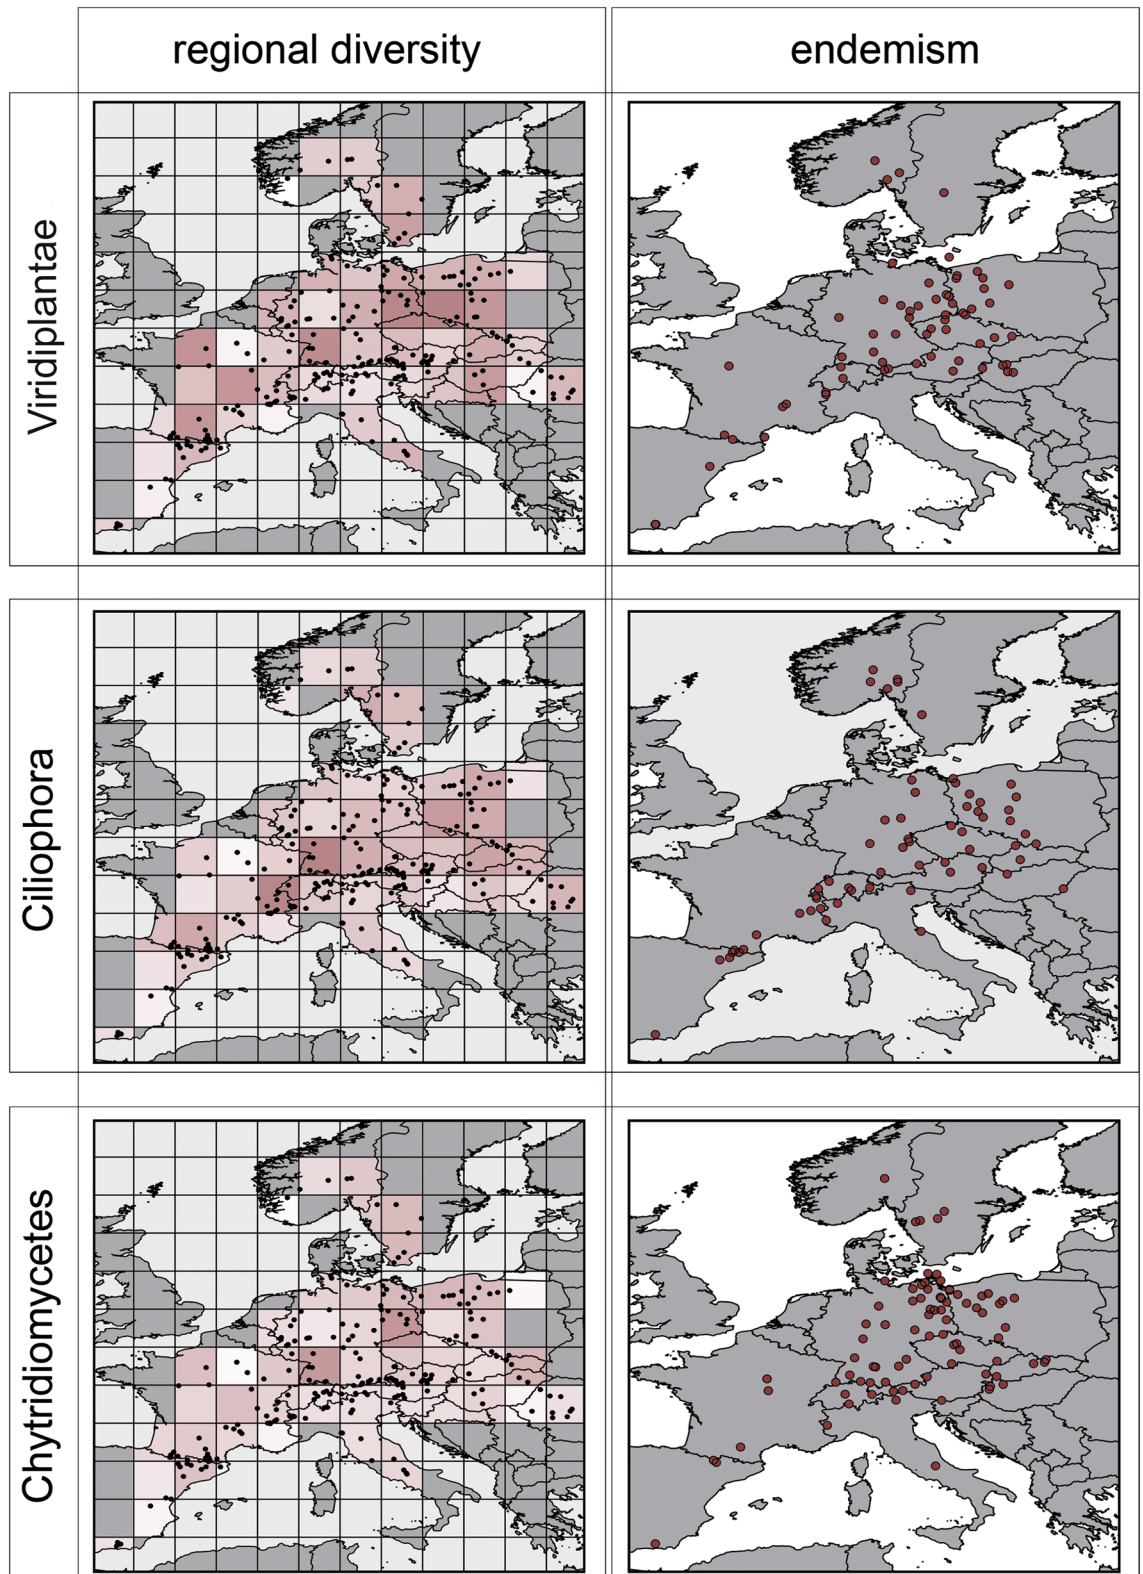 regional diversity
endemism
Viridiplantae
Ciliophora
Chytridiomycetes